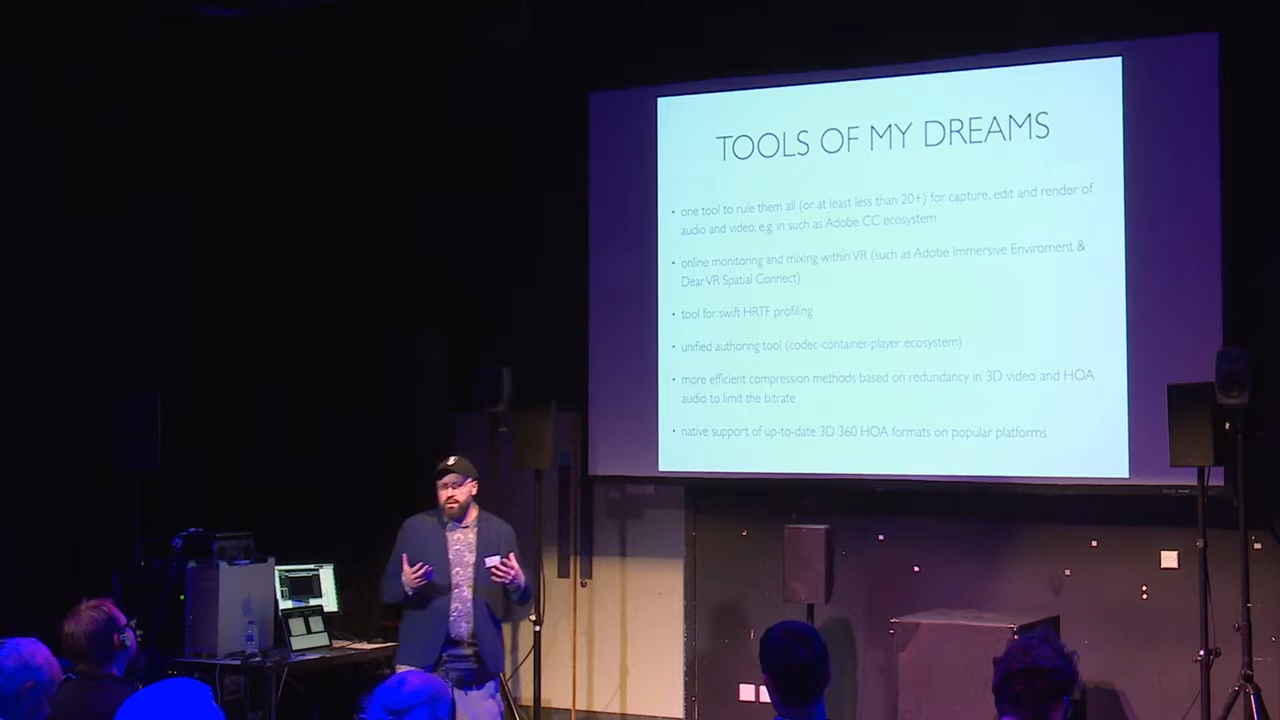 TOOLS OF MY DREAMS
• one tool to rule them all (or at least less than 20+) for capture, edit and render of
audio and video, e.g. in such as Adobe CC ecosystem
• online monitoring and mixing within VR (such as Adobe Immersive Enviroment &
Dear VR Spatial Connect)
• tool for swift HRTF profiling
• unified authoring tool (codec-container-player ecosystem)
• more efficient compression methods based on redundancy in 3D video and HOA
audio to limit the bitrate
• native support of up-to-date 3D 360 HOA formats on popular platforms